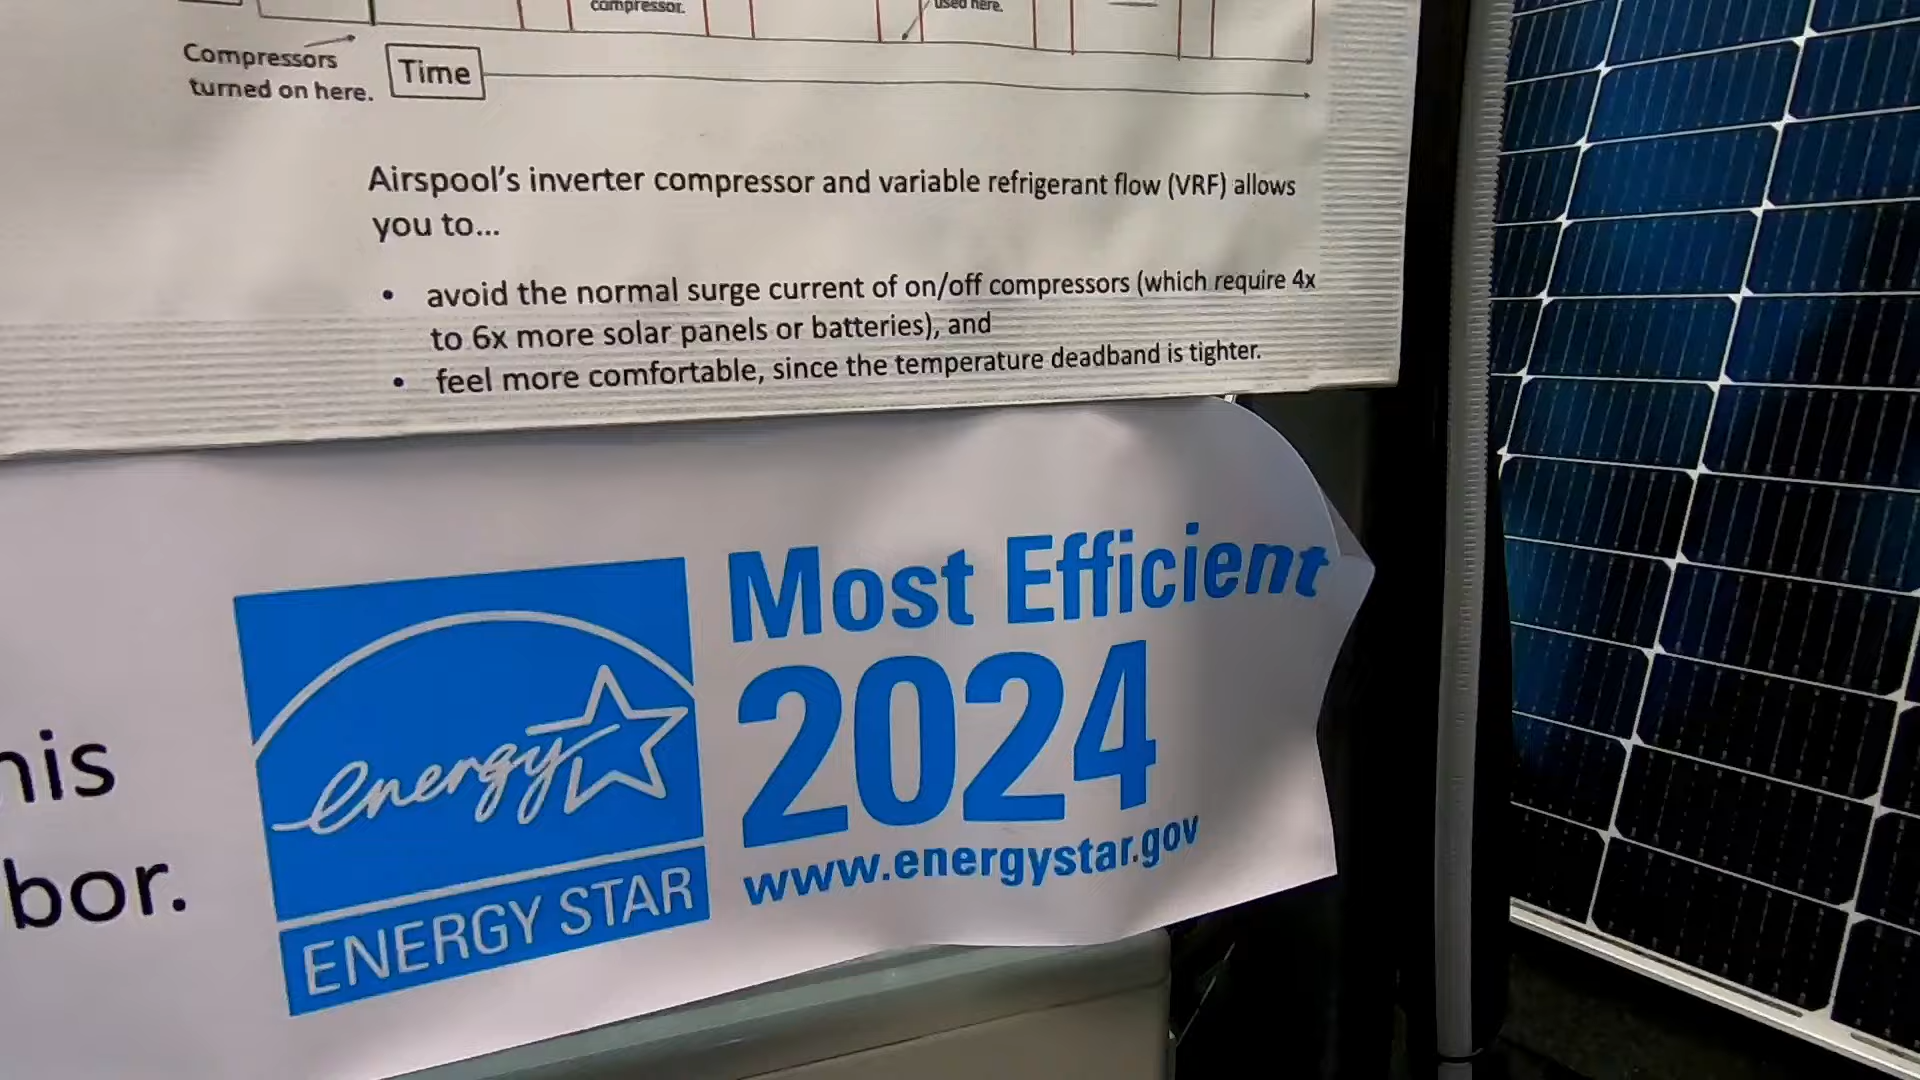 compressor.
used here.
Compressors
turned on here.
Time
Airspool's inverter compressor and variable refrigerant flow (VRF) allows
you to...
• avoid the normal surge current of on/off compressors (which require 4x
to 6x more solar panels or batteries), and
• feel more comfortable, since the temperature deadband is tighter.
his
bor.
energy
ENERGY STAR
Most Efficient
2024
www.energystar.gov